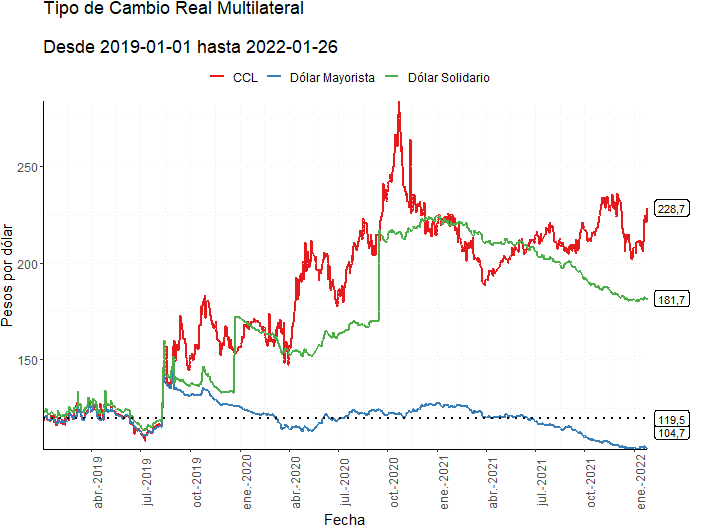 Tipo de Cambio Real Multilateral
Desde 2019-01-01 hasta 2022-01-26
CCL Dólar Mayorista Dólar Solidario
Pesos por dólar
250
200
150
228,7
181,7
119,5
104,7
abr.-2019
jul.-2019
oct.-2019
ene.-2020
abr.-2020
jul.-2020
oct.-2020
ene.-2021
abr.-2021
jul.-2021
oct.-2021
ene.-2022
Fecha